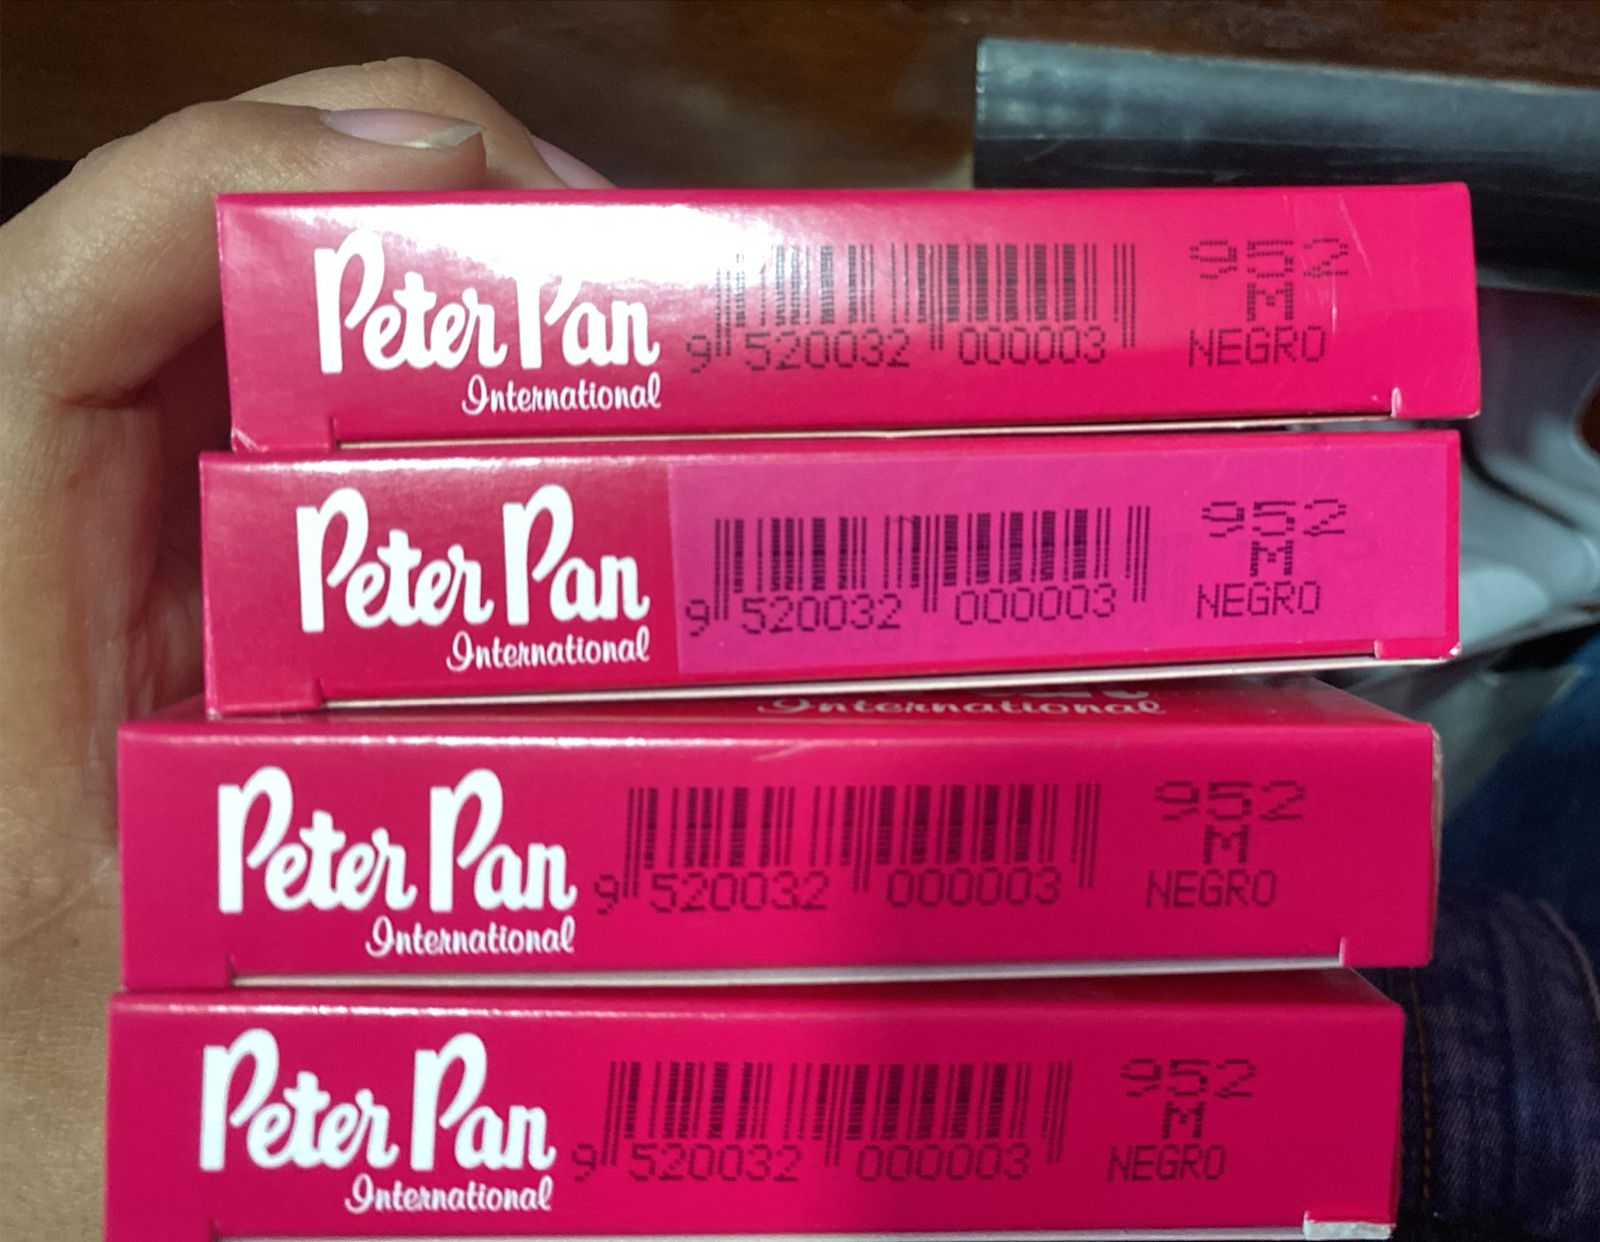 Peter Pan
International
9 520032 000003
952
M
NEGRO
Peter Pan
International
9 520032 000003
952
M
NEGRO
International
Peter Pan
International
9 520032 000003
952
M
NEGRO
Peter Pan
International
9 520032 000003
952
M
NEGRO